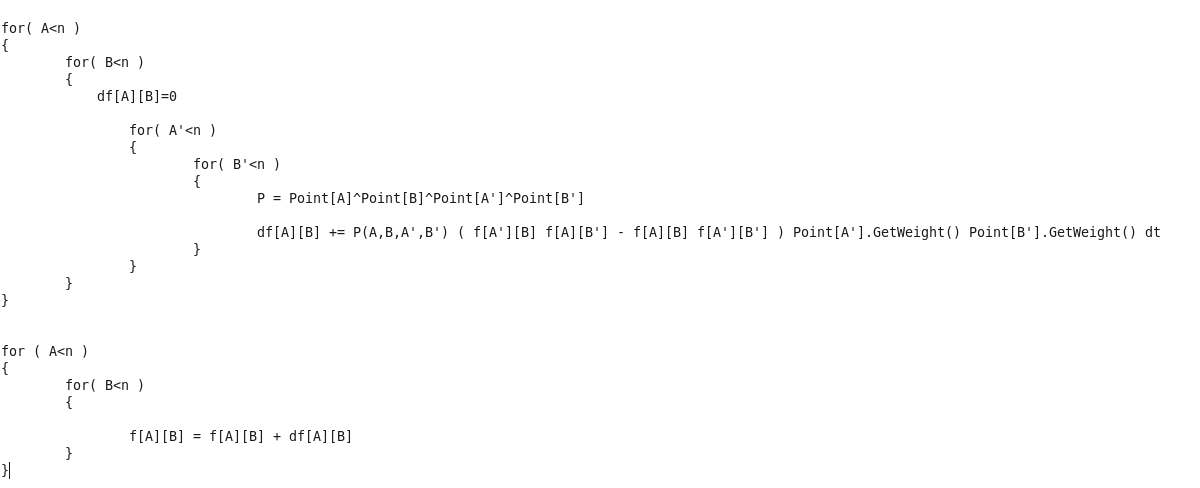 for( A<n )
{
for( B<n )
{
df[A][B]=0
for( A'<n )
{
for( B'<n )
{
P = Point[A]^Point[B]^Point[A']^Point[B']
df[A][B] += P(A,B,A',B') ( f[A'][B] f[A][B'] - f[A][B] f[A'][B'] ) Point[A'].GetWeight() Point[B'].GetWeight() dt
}
}
}
}
for ( A<n )
{
for( B<n )
{
f[A][B] = f[A][B] + df[A][B]
}
}